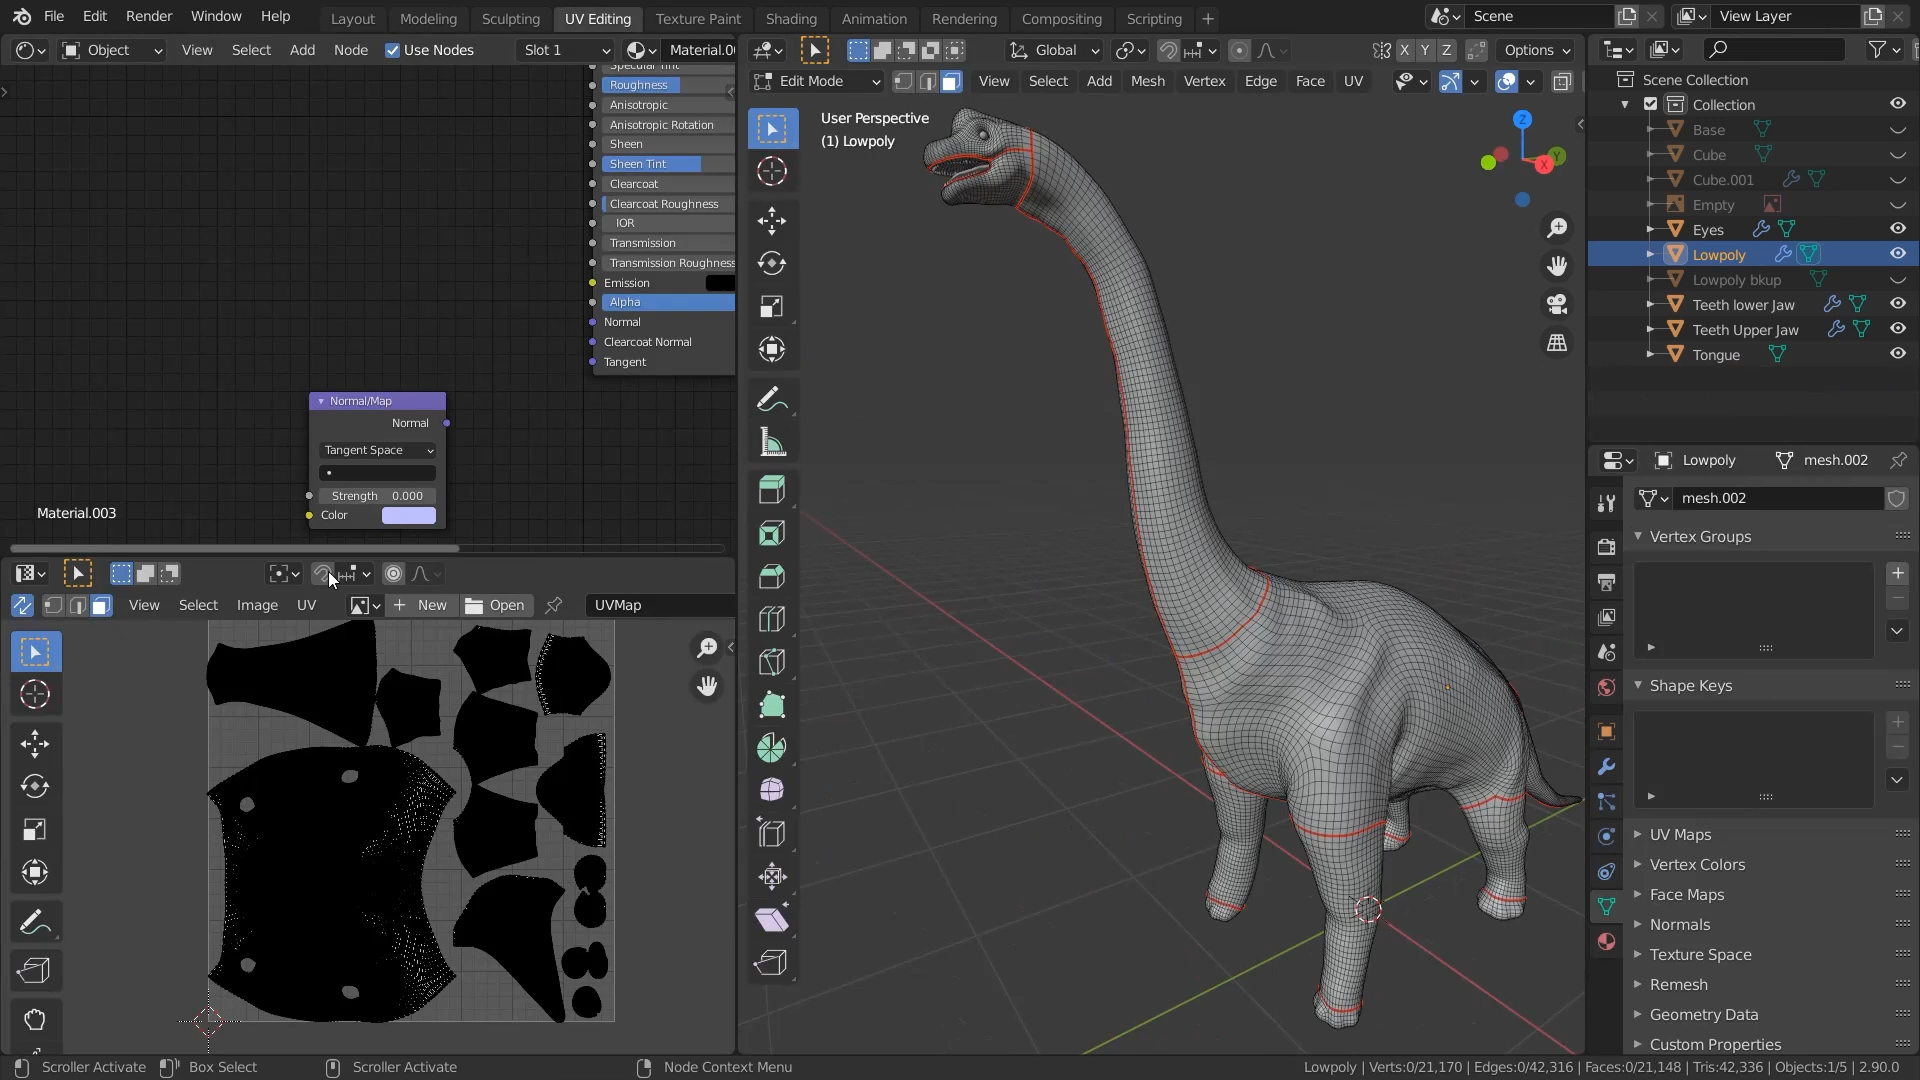 File Edit Render Window Help Layout Modeling Sculpting UV Editing Texture Paint Shading Animation Rendering Compositing Scripting + Scene View Layer
Object View Select Add Node Use Nodes Slot 1 Material.00
Global X Y Z Options
Edit Mode View Select Add Mesh Vertex Edge Face UV
Specular Tint
Roughness
Anisotropic
Anisotropic Rotation
Sheen
Sheen Tint
Clearcoat
Clearcoat Roughness
IOR
Transmission
Transmission Roughness
Emission
Alpha
Normal
Clearcoat Normal
Tangent
Normal/Map
Normal
Tangent Space
Strength 0.000
Color
Material.003
View Select Image UV + New Open UVMap
User Perspective
(1) Lowpoly
Z
Y
X
Scene Collection
Collection
Base
Cube
Cube.001
Empty
Eyes
Lowpoly
Lowpoly bkup
Teeth lower Jaw
Teeth Upper Jaw
Tongue
Lowpoly mesh.002
mesh.002
Vertex Groups
Shape Keys
UV Maps
Vertex Colors
Face Maps
Normals
Texture Space
Remesh
Geometry Data
Custom Properties
Scroller Activate Box Select Scroller Activate Node Context Menu Lowpoly | Verts:0/21,170 | Edges:0/42,316 | Faces:0/21,148 | Tris:42,336 | Objects:1/5 | 2.90.0